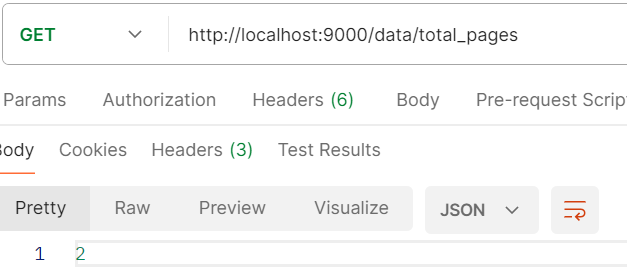 GET http://localhost:9000/data/total_pages
Params Authorization Headers (6) Body Pre-request Scrip
Body Cookies Headers (3) Test Results
Pretty Raw Preview Visualize JSON
1 2